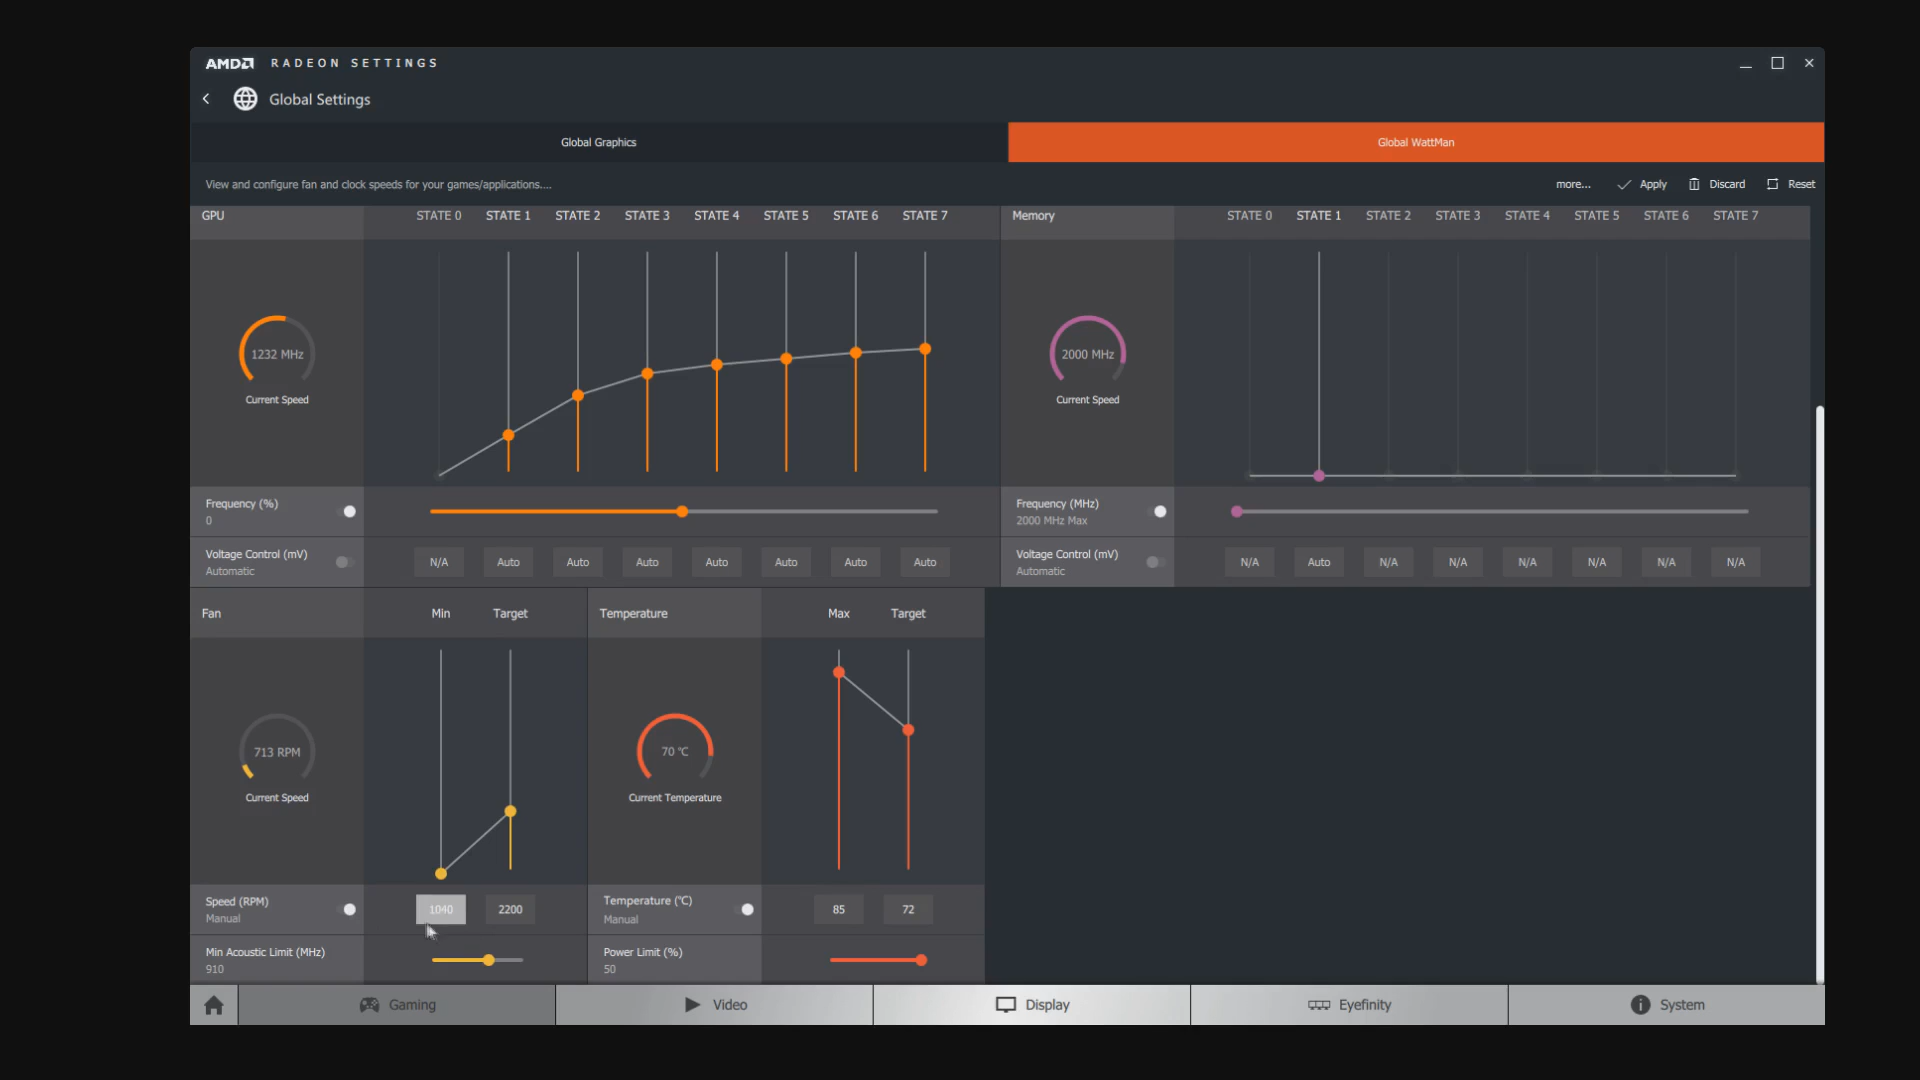 AMD RADEON SETTINGS
Global Settings
Global Graphics
Global WattMan
View and configure fan and clock speeds for your games/applications....
more...
Apply
Discard
Reset
GPU
STATE 0 STATE 1 STATE 2 STATE 3 STATE 4 STATE 5 STATE 6 STATE 7
Memory
STATE 0 STATE 1 STATE 2 STATE 3 STATE 4 STATE 5 STATE 6 STATE 7
1232 MHz
Current Speed
2000 MHz
Current Speed
Frequency (%)
0
Frequency (MHz)
2000 MHz Max
Voltage Control (mV)
Automatic
N/A Auto Auto Auto Auto Auto Auto Auto
Voltage Control (mV)
Automatic
N/A Auto N/A N/A N/A N/A N/A N/A
Fan
Min Target
Temperature
Max Target
713 RPM
Current Speed
70 °C
Current Temperature
Speed (RPM)
Manual
1040 2200
Temperature (°C)
Manual
85 72
Min Acoustic Limit (MHz)
910
Power Limit (%)
50
Gaming
Video
Display
Eyefinity
System